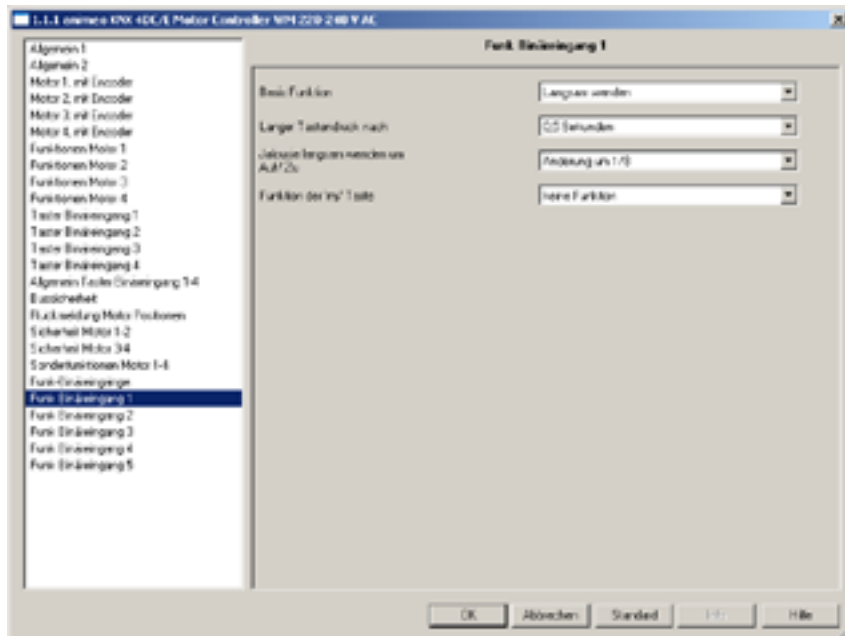 1.1.1 animeo KNX 4DC/E Motor Controller WM 220-240 V AC
Allgemein 1
Allgemein 2
Motor 1, mit Encoder
Motor 2, mit Encoder
Motor 3, mit Encoder
Motor 4, mit Encoder
Funktionen Motor 1
Funktionen Motor 2
Funktionen Motor 3
Funktionen Motor 4
Taster Binäreingang 1
Taster Binäreingang 2
Taster Binäreingang 3
Taster Binäreingang 4
Allgemein Taster Binäreingang 1-4
Bussicherheit
Rückmeldung Motor Positionen
Sicherheit Motor 1-2
Sicherheit Motor 3-4
Sonderfunktionen Motor 1-4
Funk-Binäreingänge
Funk Binäreingang 1
Funk Binäreingang 2
Funk Binäreingang 3
Funk Binäreingang 4
Funk Binäreingang 5
Funk Binäreingang 1
Basis Funktion
Langsam wenden
Langer Tastendruck nach
0,5 Sekunden
Jalousie langsam wenden um
Auf/Zu
Änderung um 1/8
Funktion der 'my' Taste
keine Funktion
OK
Abbrechen
Standard
Info
Hilfe